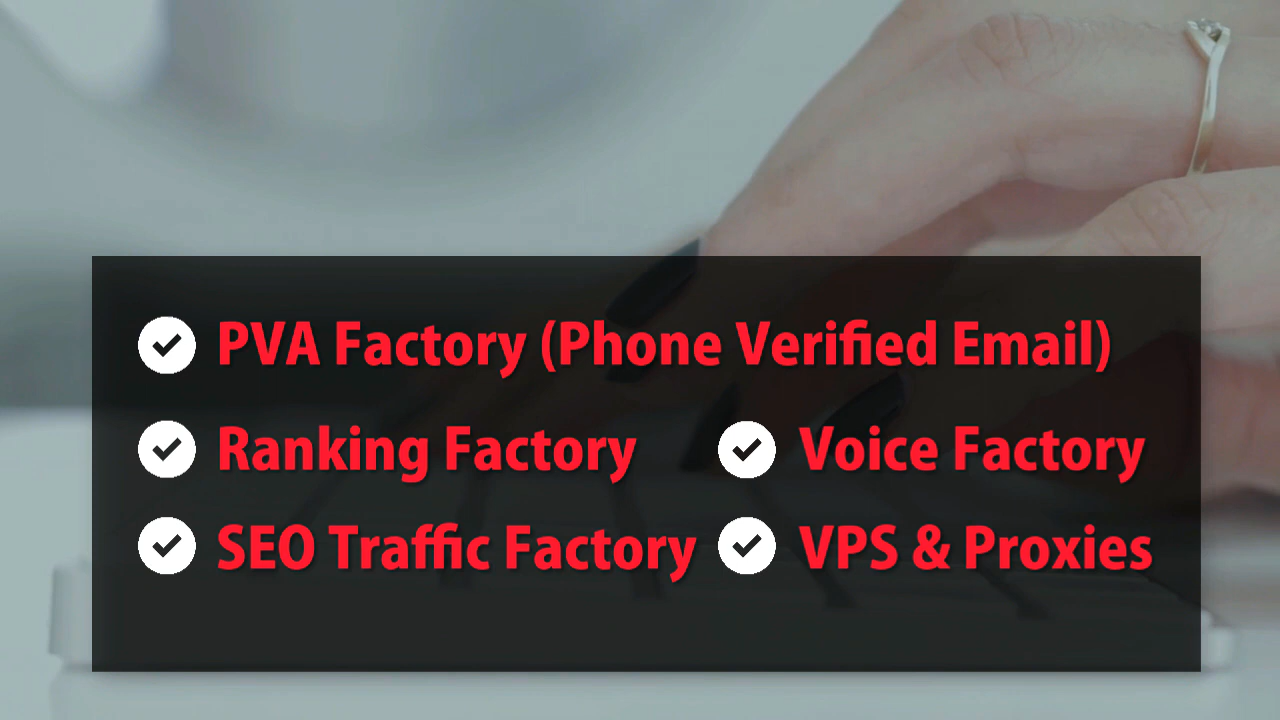 PVA Factory (Phone Verified Email)
Ranking Factory
Voice Factory
SEO Traffic Factory
VPS & Proxies